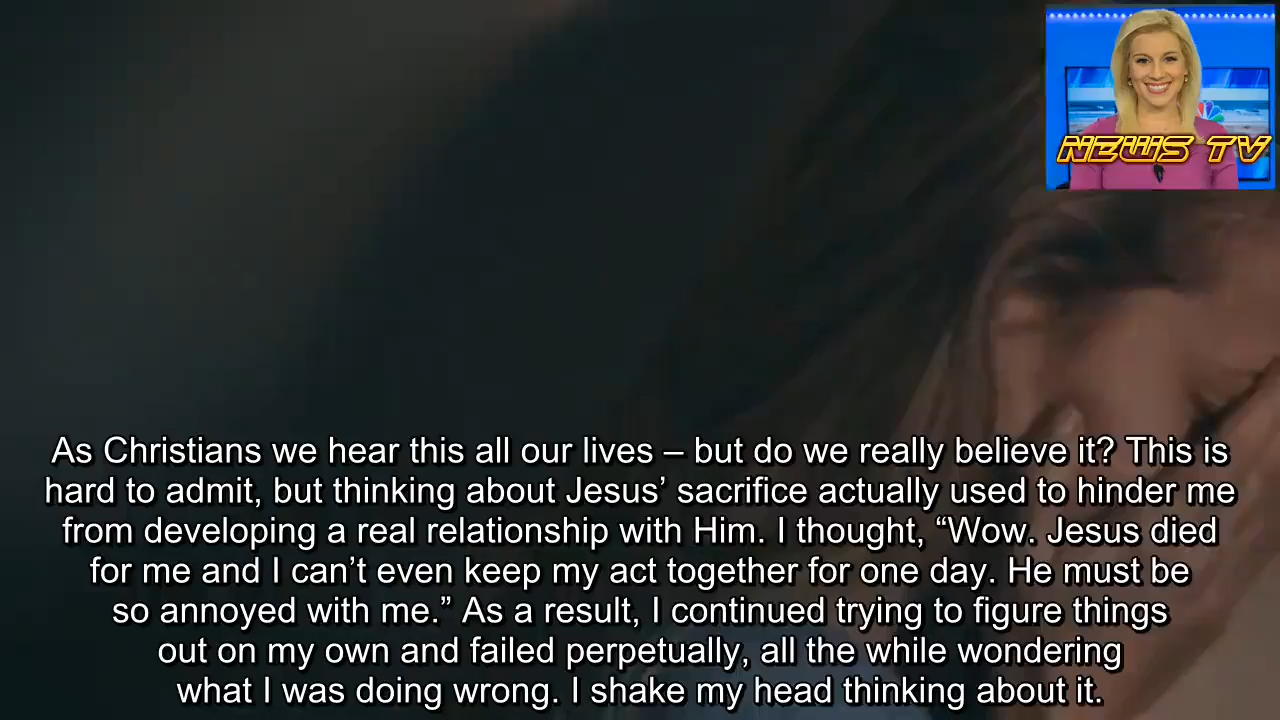 NEWS TV
As Christians we hear this all our lives – but do we really believe it? This is
hard to admit, but thinking about Jesus’ sacrifice actually used to hinder me
from developing a real relationship with Him. I thought, “Wow. Jesus died
for me and I can’t even keep my act together for one day. He must be
so annoyed with me.” As a result, I continued trying to figure things
out on my own and failed perpetually, all the while wondering
what I was doing wrong. I shake my head thinking about it.